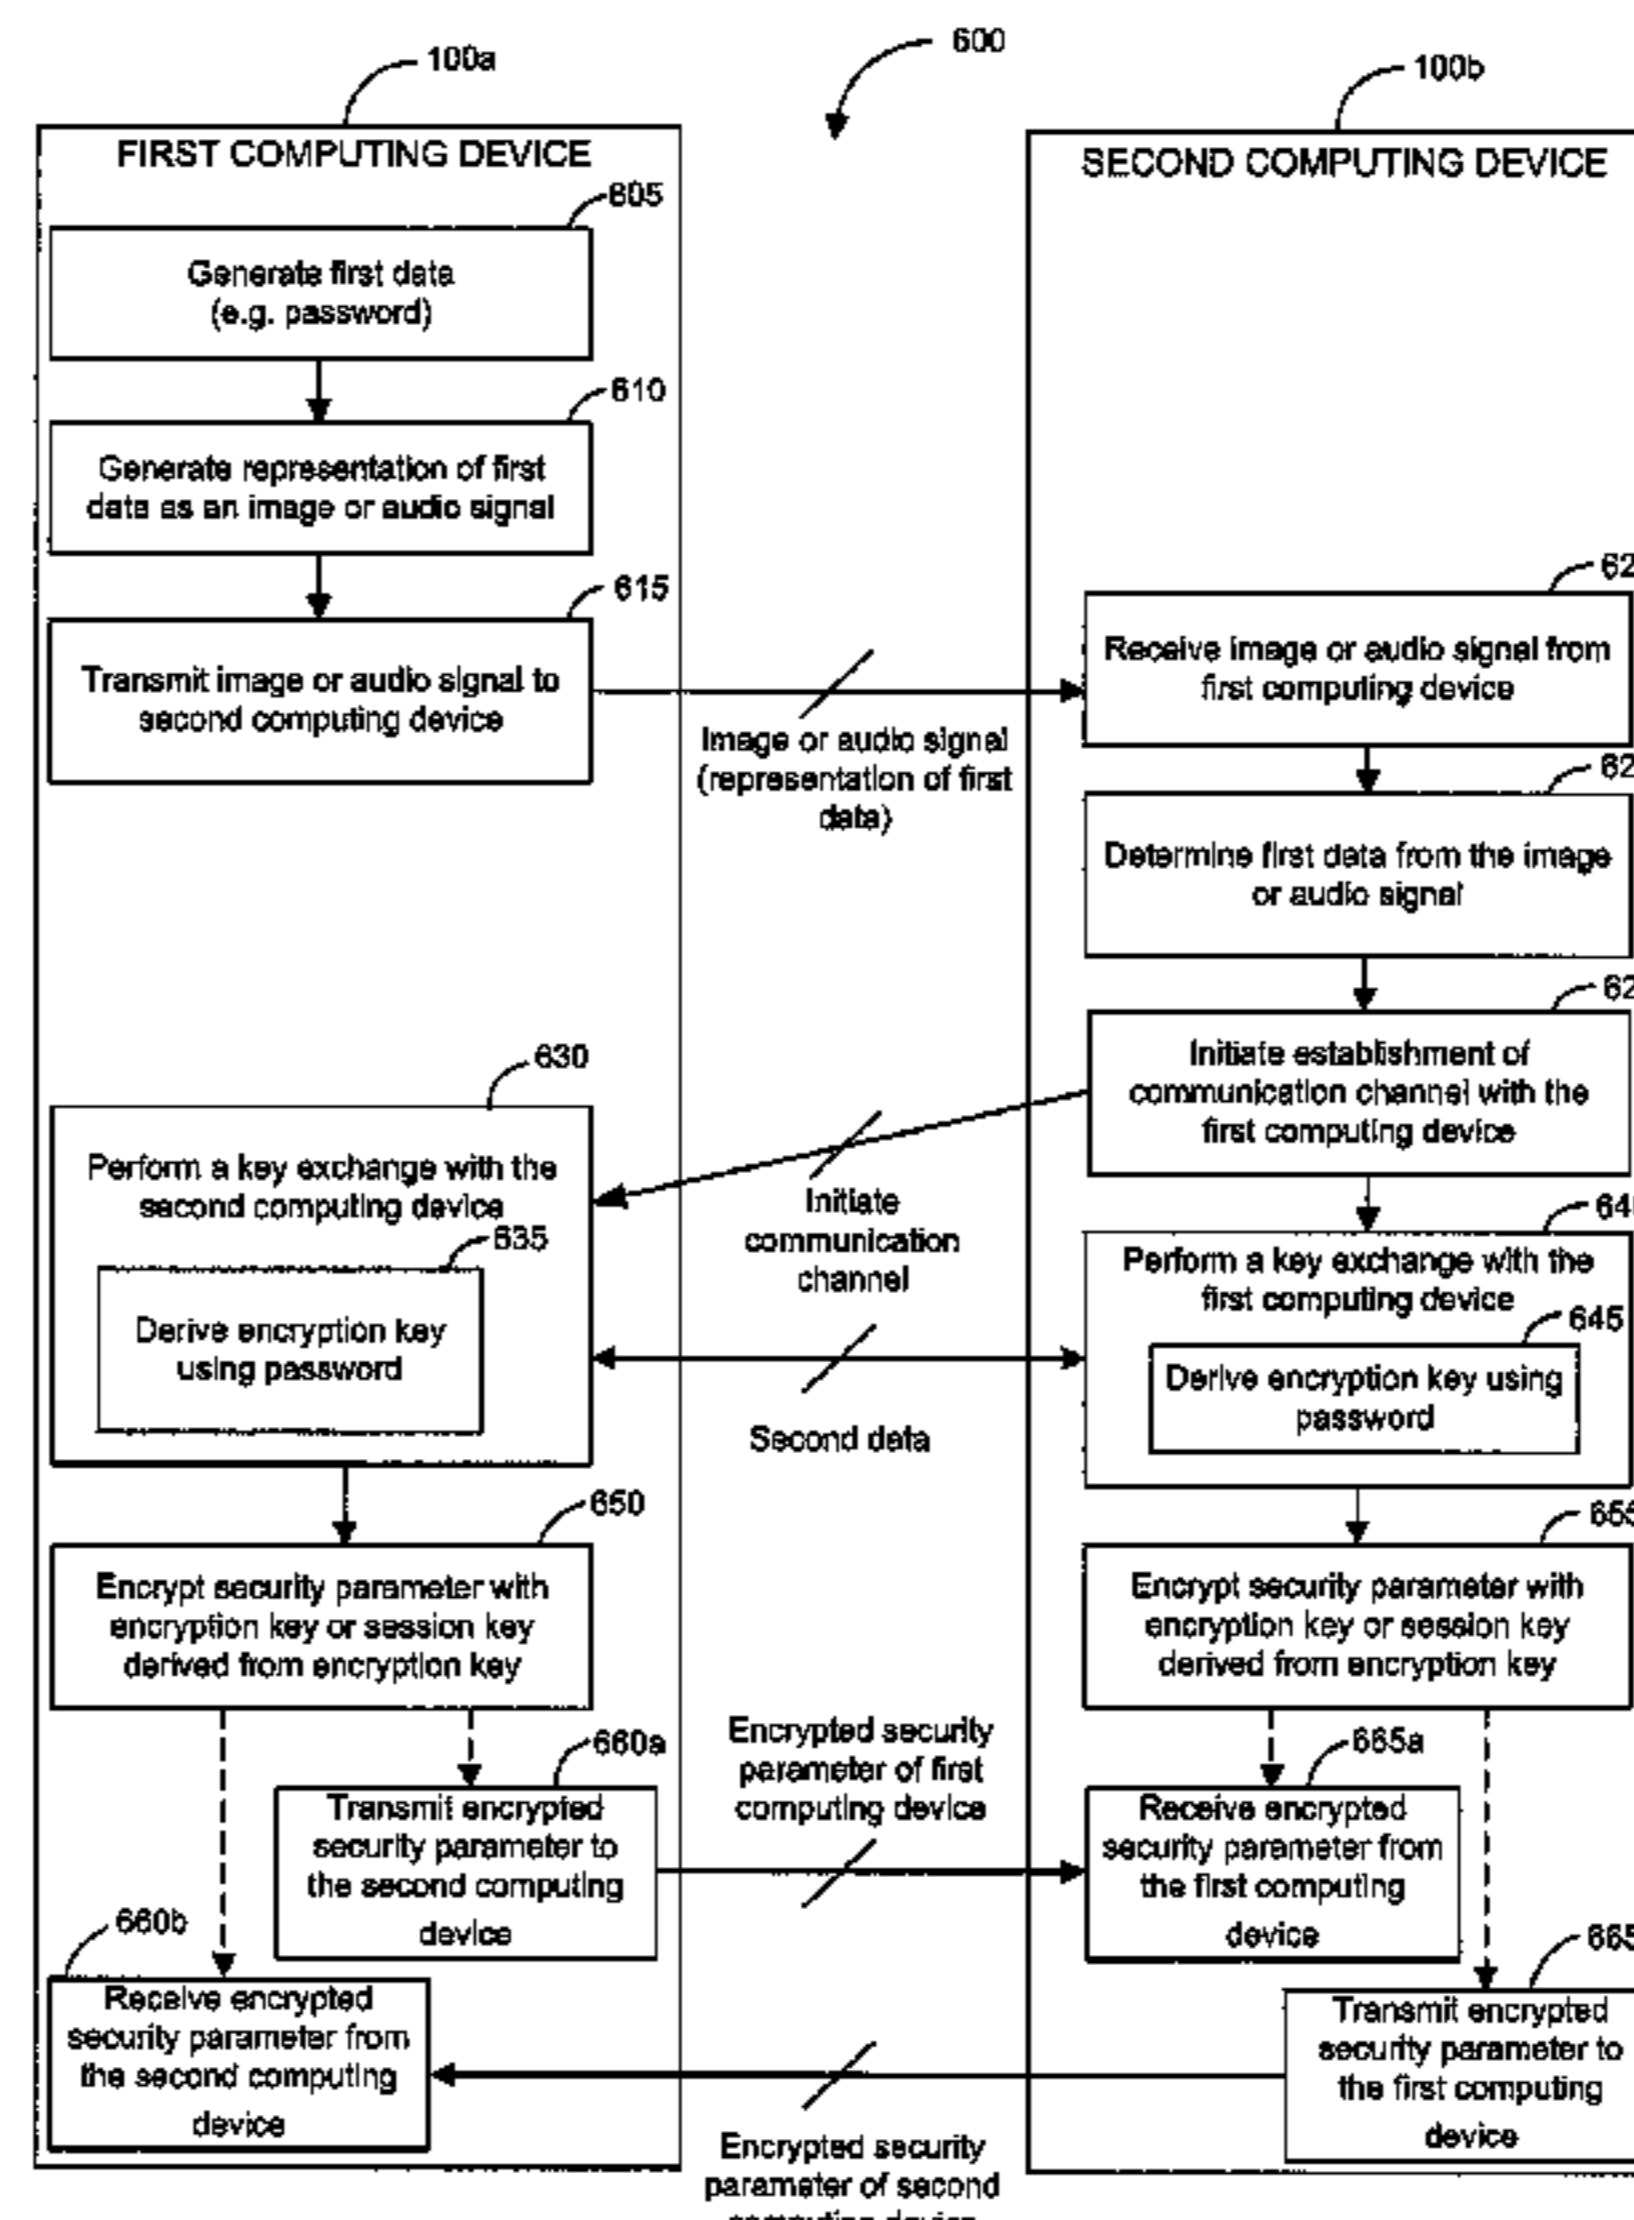 600
100a
100b
FIRST COMPUTING DEVICE
SECOND COMPUTING DEVICE
605
Generate first data
(e.g. password)
610
Generate representation of first
data as an image or audio signal
615
Transmit image or audio signal to
second computing device
Image or audio signal
(representation of first
data)
62
Receive image or audio signal from
first computing device
62
Determine first data from the image
or audio signal
62
Initiate establishment of
communication channel with the
first computing device
630
Perform a key exchange with the
second computing device
635
Derive encryption key
using password
Initiate
communication
channel
Second data
64
Perform a key exchange with the
first computing device
645
Derive encryption key using
password
650
Encrypt security parameter with
encryption key or session key
derived from encryption key
655
Encrypt security parameter with
encryption key or session key
derived from encryption key
660a
Transmit encrypted
security parameter to
the second computing
device
Encrypted security
parameter of first
computing device
665a
Receive encrypted
security parameter from
the first computing
device
660b
Receive encrypted
security parameter from
the second computing
device
665
Transmit encrypted
security parameter to
the first computing
device
Encrypted security
parameter of second
computing device